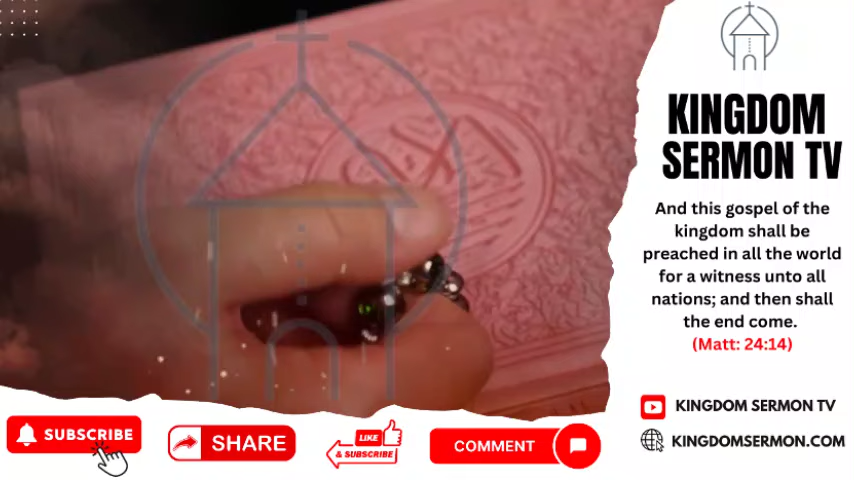 KINGDOM
SERMON TV
And this gospel of the
kingdom shall be
preached in all the world
for a witness unto all
nations; and then shall
the end come.
(Matt: 24:14)
KINGDOM SERMON TV
KINGDOMSERMON.COM
SUBSCRIBE
SHARE
LIKE
& SUBSCRIBE
COMMENT